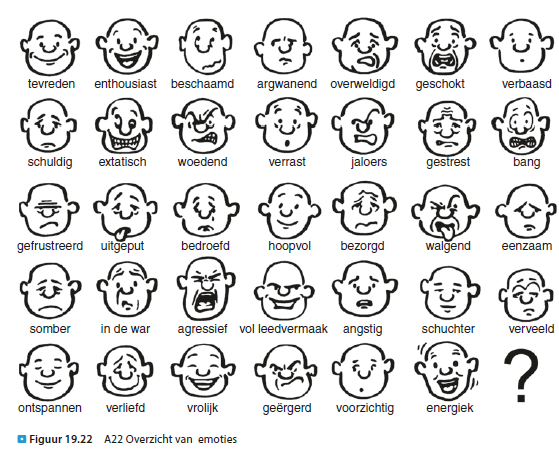 tevreden enthousiast beschaamd argwanend overweldigd geschokt verbaasd
schuldig extatisch woedend verrast jaloers gestrest bang
gefrustreerd uitgeput bedroefd hoopvol bezorgd walgend eenzaam
somber in de war agressief vol leedvermaak angstig schuchter verveeld
?
ontspannen verliefd vrolijk geërgerd voorzichtig energiek
Figuur 19.22 A22 Overzicht van emoties